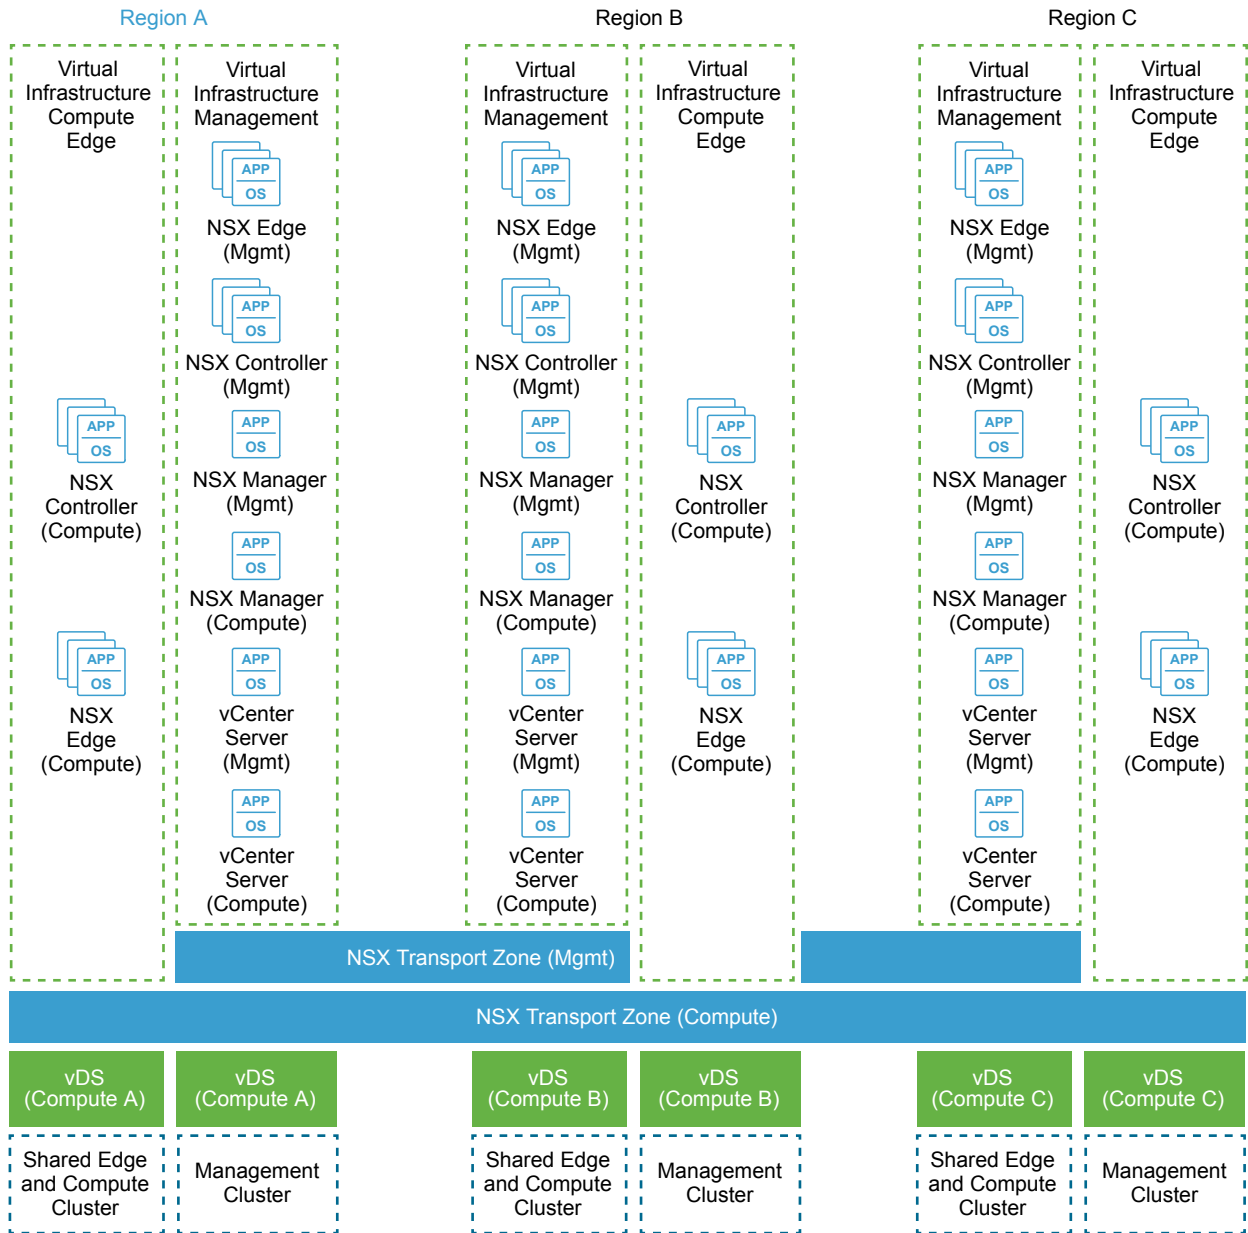 Region A
Virtual
Infrastructure
Compute
Edge
APP
OS
NSX
Controller
(Compute)
APP
OS
NSX
Edge
(Compute)
Virtual
Infrastructure
Management
APP
OS
NSX Edge
(Mgmt)
APP
OS
NSX Controller
(Mgmt)
APP
OS
NSX Manager
(Mgmt)
APP
OS
NSX Manager
(Compute)
APP
OS
vCenter
Server
(Mgmt)
APP
OS
vCenter
Server
(Compute)
Region B
Virtual
Infrastructure
Management
APP
OS
NSX Edge
(Mgmt)
APP
OS
NSX Controller
(Mgmt)
APP
OS
NSX Manager
(Mgmt)
APP
OS
NSX Manager
(Compute)
APP
OS
vCenter
Server
(Mgmt)
APP
OS
vCenter
Server
(Compute)
Virtual
Infrastructure
Compute
Edge
APP
OS
NSX
Controller
(Compute)
APP
OS
NSX
Edge
(Compute)
Region C
Virtual
Infrastructure
Management
APP
OS
NSX Edge
(Mgmt)
APP
OS
NSX Controller
(Mgmt)
APP
OS
NSX Manager
(Mgmt)
APP
OS
NSX Manager
(Compute)
APP
OS
vCenter
Server
(Mgmt)
APP
OS
vCenter
Server
(Compute)
Virtual
Infrastructure
Compute
Edge
APP
OS
NSX
Controller
(Compute)
APP
OS
NSX
Edge
(Compute)
NSX Transport Zone (Mgmt)
NSX Transport Zone (Compute)
vDS
(Compute A)
vDS
(Compute A)
vDS
(Compute B)
vDS
(Compute B)
vDS
(Compute C)
vDS
(Compute C)
Shared Edge
and Compute
Cluster
Management
Cluster
Shared Edge
and Compute
Cluster
Management
Cluster
Shared Edge
and Compute
Cluster
Management
Cluster